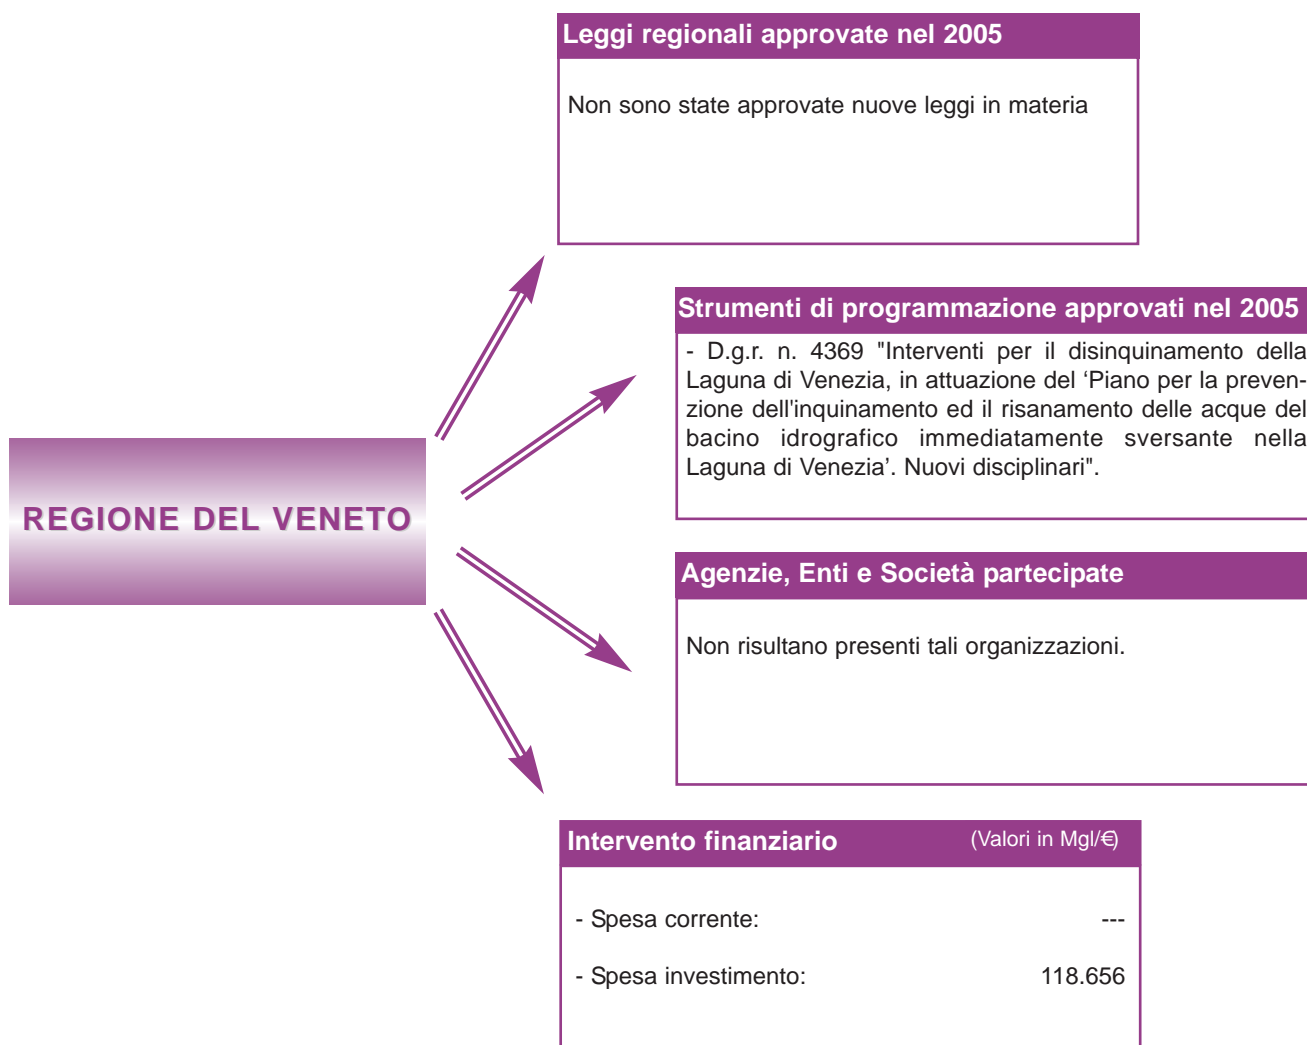 Leggi regionali approvate nel 2005
Non sono state approvate nuove leggi in materia
Strumenti di programmazione approvati nel 2005
- D.g.r. n. 4369 "Interventi per il disinquinamento della
Laguna di Venezia, in attuazione del ‘Piano per la preven-
zione dell'inquinamento ed il risanamento delle acque del
bacino idrografico immediatamente sversante nella
Laguna di Venezia’. Nuovi disciplinari".
REGIONE DEL VENETO
Agenzie, Enti e Società partecipate
Non risultano presenti tali organizzazioni.
Intervento finanziario (Valori in Mgl/€)
- Spesa corrente: ---
- Spesa investimento: 118.656